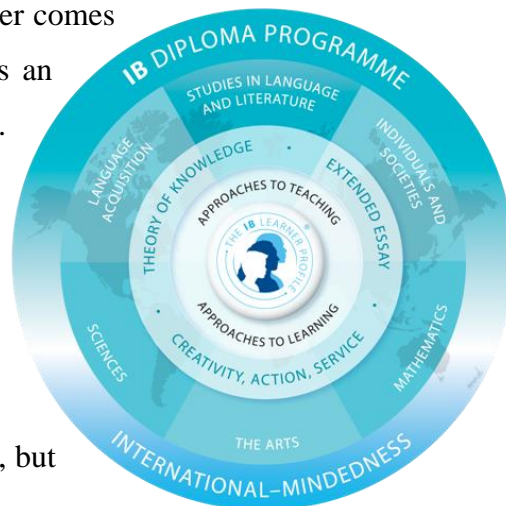 er comes
s an
.
, but
IB DIPLOMA PROGRAMME
STUDIES IN LANGUAGE
AND LITERATURE
LANGUAGE
ACQUISITION
INDIVIDUALS AND
SOCIETIES
THEORY OF KNOWLEDGE
EXTENDED ESSAY
APPROACHES TO TEACHING
THE IB LEARNER PROFILE
®
APPROACHES TO LEARNING
CREATIVITY, ACTION, SERVICE
SCIENCES
MATHEMATICS
THE ARTS
INTERNATIONAL–MINDEDNESS